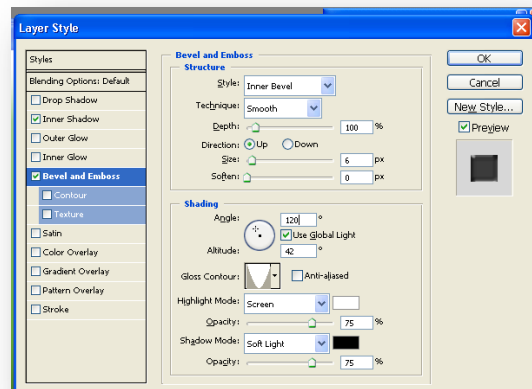 Layer Style
Styles
Blending Options: Default
Drop Shadow
Inner Shadow
Outer Glow
Inner Glow
Bevel and Emboss
Contour
Texture
Satin
Color Overlay
Gradient Overlay
Pattern Overlay
Stroke
Bevel and Emboss
Structure
Style: Inner Bevel
Technique: Smooth
Depth: 100 %
Direction: Up Down
Size: 6 px
Soften: 0 px
Shading
Angle: 120 °
Use Global Light
Altitude: 42 °
Gloss Contour: Anti-aliased
Highlight Mode: Screen
Opacity: 75 %
Shadow Mode: Soft Light
Opacity: 75 %
OK
Cancel
New Style...
Preview